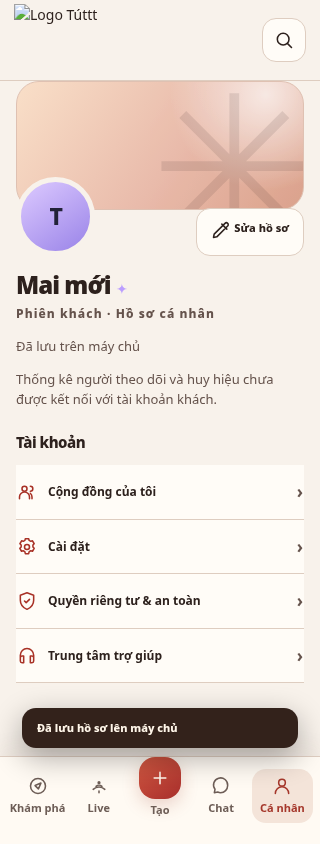 Logo Túttt
T
Sửa hồ sơ
Mai mới
Phiên khách · Hồ sơ cá nhân
Đã lưu trên máy chủ
Thống kê người theo dõi và huy hiệu chưa
được kết nối với tài khoản khách.
Tài khoản
Cộng đồng của tôi
Cài đặt
Quyền riêng tư & an toàn
Trung tâm trợ giúp
Đã lưu hồ sơ lên máy chủ
Khám phá
Live
Tạo
Chat
Cá nhân